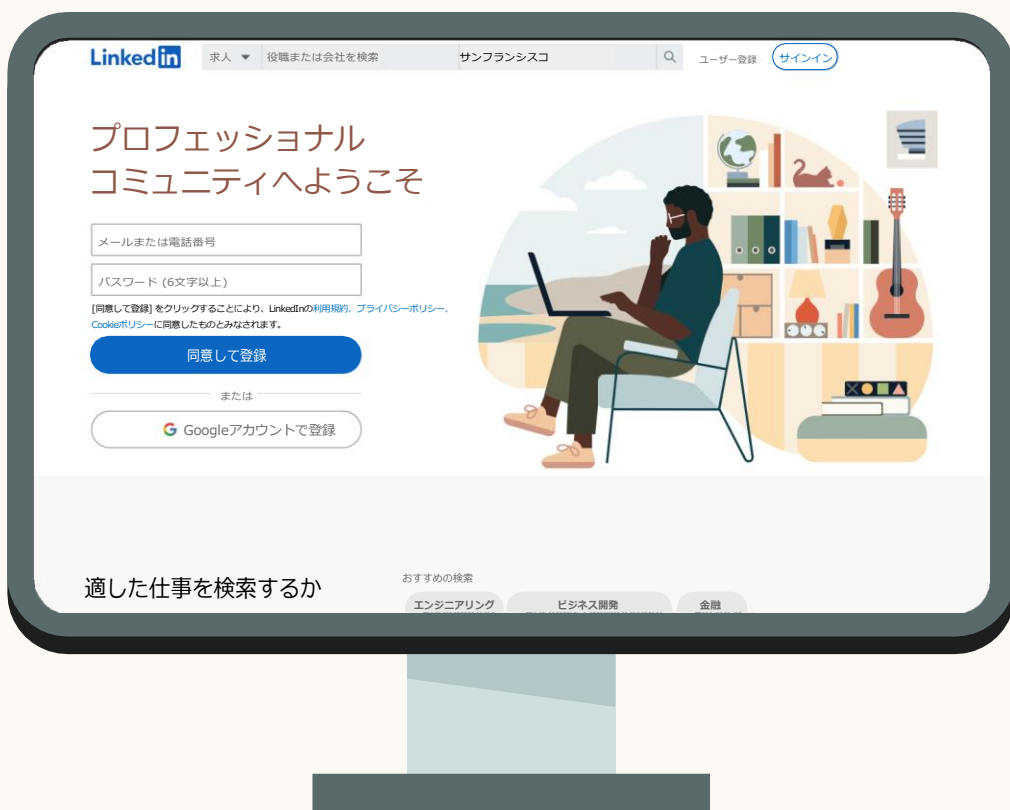 Linked in 求人 役職または会社を検索 サンフランシスコ ユーザー登録 サインイン
プロフェッショナル
コミュニティへようこそ
メールまたは電話番号
パスワード (6文字以上)
[同意して登録] をクリックすることにより、LinkedInの利用規約、プライバシーポリシー、
Cookieポリシーに同意したものとみなされます。
同意して登録
または
Googleアカウントで登録
適した仕事を検索するか
おすすめの検索
エンジニアリング ビジネス開発 金融